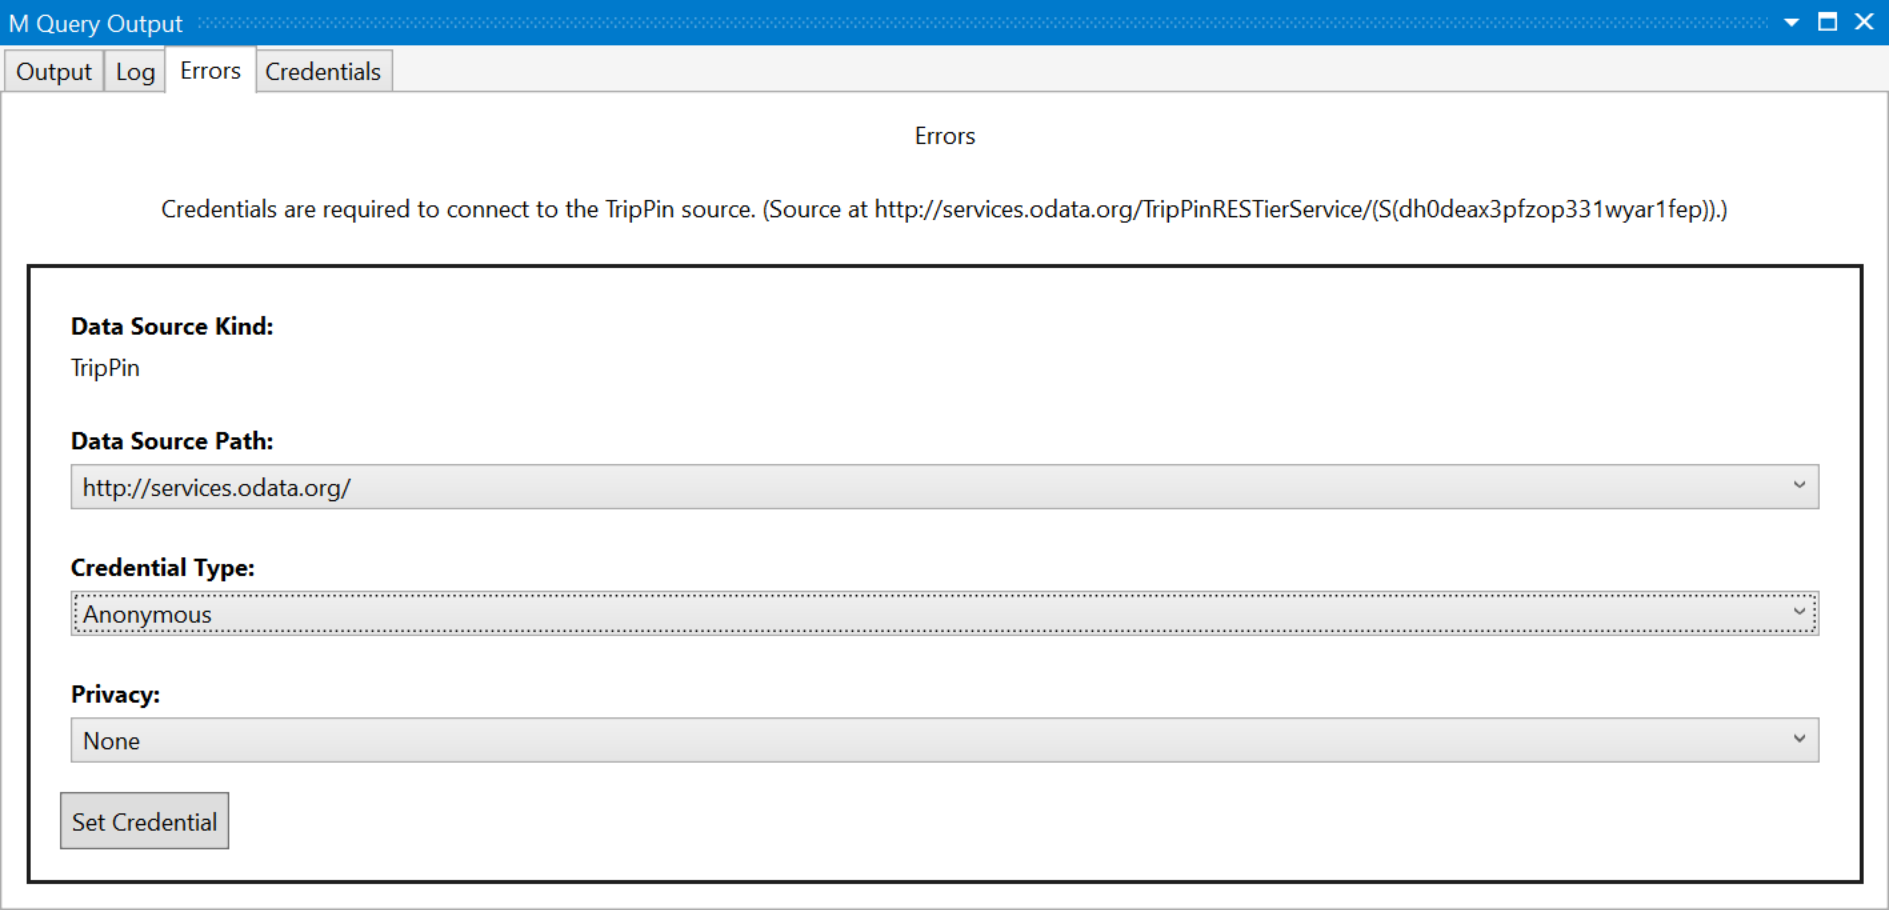 M Query Output
Output Log Errors Credentials
Errors
Credentials are required to connect to the TripPin source. (Source at http://services.odata.org/TripPinRESTierService/(S(dh0deax3pfzop331wyar1fep)).)
Data Source Kind:
TripPin
Data Source Path:
http://services.odata.org/
Credential Type:
Anonymous
Privacy:
None
Set Credential